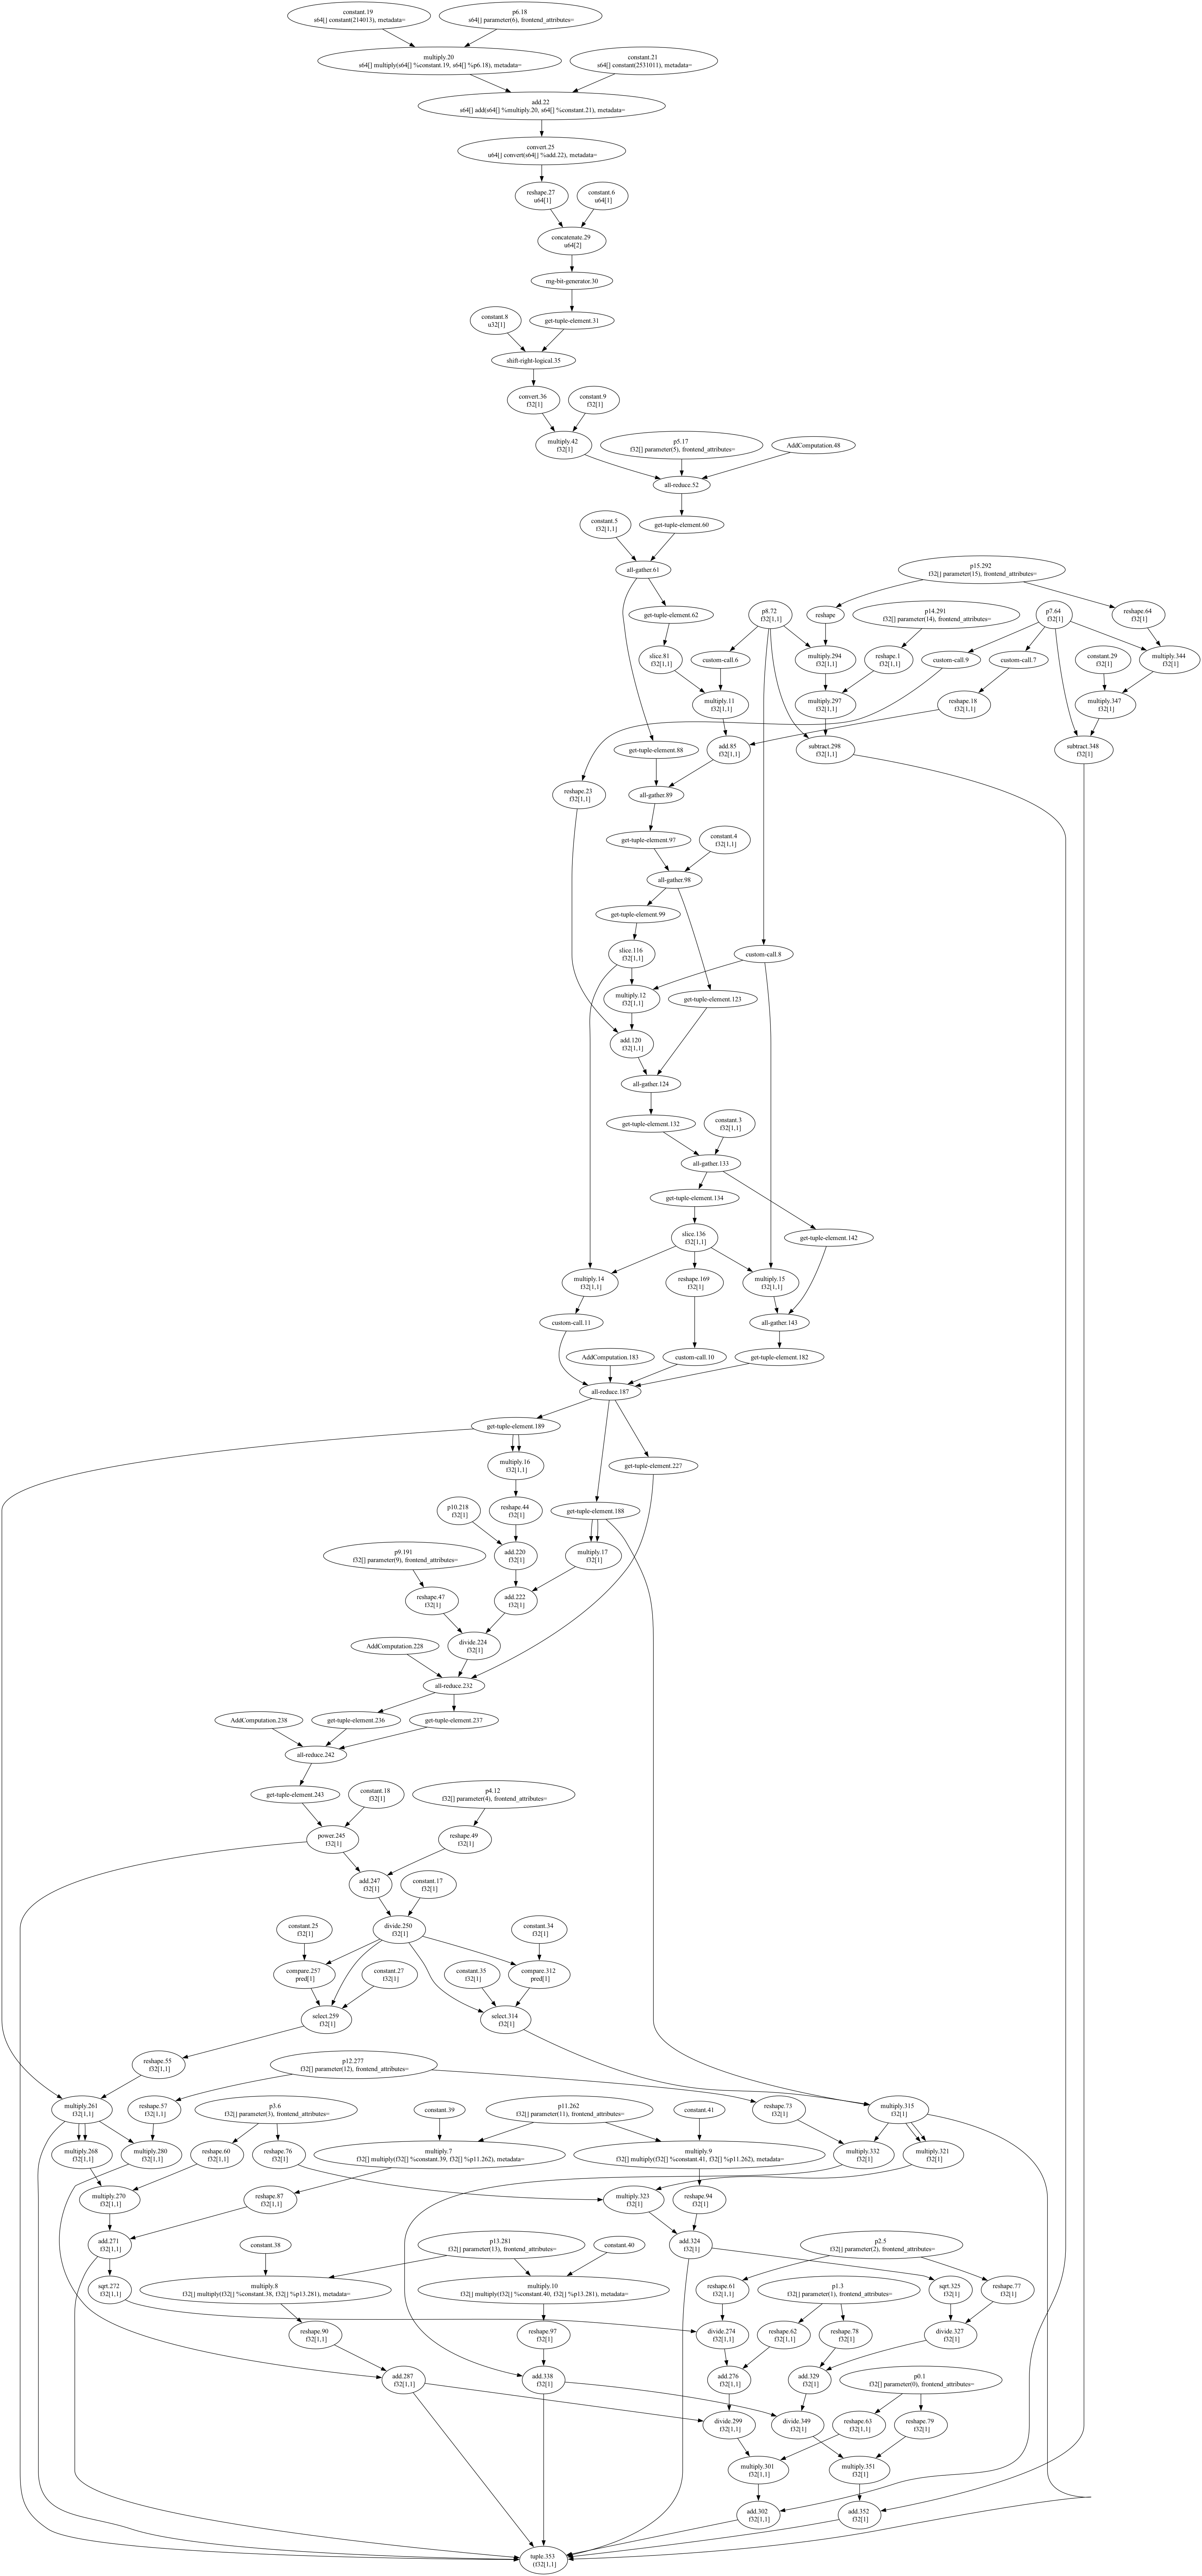 constant.19
s64[] constant(214013), metadata=
p6.18
s64[] parameter(6), frontend_attributes=
multiply.20
s64[] multiply(s64[] %constant.19, s64[] %p6.18), metadata=
constant.21
s64[] constant(2531011), metadata=
add.22
s64[] add(s64[] %multiply.20, s64[] %constant.21), metadata=
convert.25
u64[] convert(s64[] %add.22), metadata=
reshape.27
u64[1]
constant.6
u64[1]
concatenate.29
u64[2]
rng-bit-generator.30
constant.8
u32[1]
get-tuple-element.31
shift-right-logical.35
convert.36
f32[1]
constant.9
f32[1]
multiply.42
f32[1]
p5.17
f32[] parameter(5), frontend_attributes=
AddComputation.48
all-reduce.52
constant.5
f32[1,1]
get-tuple-element.60
all-gather.61
p15.292
f32[] parameter(15), frontend_attributes=
get-tuple-element.62
p8.72
f32[1,1]
reshape
p14.291
f32[] parameter(14), frontend_attributes=
p7.64
f32[1]
reshape.64
f32[1]
slice.81
f32[1,1]
custom-call.6
multiply.294
f32[1,1]
reshape.1
f32[1,1]
custom-call.9
custom-call.7
constant.29
f32[1]
multiply.344
f32[1]
multiply.11
f32[1,1]
multiply.297
f32[1,1]
reshape.18
f32[1,1]
multiply.347
f32[1]
get-tuple-element.88
add.85
f32[1,1]
subtract.298
f32[1,1]
subtract.348
f32[1]
reshape.23
f32[1,1]
all-gather.89
get-tuple-element.97
constant.4
f32[1,1]
all-gather.98
get-tuple-element.99
slice.116
f32[1,1]
custom-call.8
multiply.12
f32[1,1]
get-tuple-element.123
add.120
f32[1,1]
all-gather.124
get-tuple-element.132
constant.3
f32[1,1]
all-gather.133
get-tuple-element.134
slice.136
f32[1,1]
get-tuple-element.142
multiply.14
f32[1,1]
reshape.169
f32[1]
multiply.15
f32[1,1]
custom-call.11
all-gather.143
AddComputation.183
custom-call.10
get-tuple-element.182
all-reduce.187
get-tuple-element.189
multiply.16
f32[1,1]
get-tuple-element.227
p10.218
f32[1]
reshape.44
f32[1]
get-tuple-element.188
p9.191
f32[] parameter(9), frontend_attributes=
add.220
f32[1]
multiply.17
f32[1]
reshape.47
f32[1]
add.222
f32[1]
AddComputation.228
divide.224
f32[1]
all-reduce.232
AddComputation.238
get-tuple-element.236
get-tuple-element.237
all-reduce.242
get-tuple-element.243
constant.18
f32[1]
p4.12
f32[] parameter(4), frontend_attributes=
power.245
f32[1]
reshape.49
f32[1]
add.247
f32[1]
constant.17
f32[1]
constant.25
f32[1]
divide.250
f32[1]
constant.34
f32[1]
compare.257
pred[1]
constant.27
f32[1]
constant.35
f32[1]
compare.312
pred[1]
select.259
f32[1]
select.314
f32[1]
reshape.55
f32[1,1]
p12.277
f32[] parameter(12), frontend_attributes=
multiply.261
f32[1,1]
reshape.57
f32[1,1]
p3.6
f32[] parameter(3), frontend_attributes=
constant.39
p11.262
f32[] parameter(11), frontend_attributes=
constant.41
reshape.73
f32[1]
multiply.315
f32[1]
multiply.268
f32[1,1]
multiply.280
f32[1,1]
reshape.60
f32[1,1]
reshape.76
f32[1]
multiply.7
f32[] multiply(f32[] %constant.39, f32[] %p11.262), metadata=
multiply.9
f32[] multiply(f32[] %constant.41, f32[] %p11.262), metadata=
multiply.332
f32[1]
multiply.321
f32[1]
multiply.270
f32[1,1]
reshape.87
f32[1,1]
multiply.323
f32[1]
reshape.94
f32[1]
add.271
f32[1,1]
constant.38
p13.281
f32[] parameter(13), frontend_attributes=
constant.40
add.324
f32[1]
p2.5
f32[] parameter(2), frontend_attributes=
sqrt.272
f32[1,1]
multiply.8
f32[] multiply(f32[] %constant.38, f32[] %p13.281), metadata=
multiply.10
f32[] multiply(f32[] %constant.40, f32[] %p13.281), metadata=
reshape.61
f32[1,1]
p1.3
f32[] parameter(1), frontend_attributes=
sqrt.325
f32[1]
reshape.77
f32[1]
reshape.90
f32[1,1]
reshape.97
f32[1]
divide.274
f32[1,1]
reshape.62
f32[1,1]
reshape.78
f32[1]
divide.327
f32[1]
add.287
f32[1,1]
add.338
f32[1]
add.276
f32[1,1]
add.329
f32[1]
p0.1
f32[] parameter(0), frontend_attributes=
divide.299
f32[1,1]
divide.349
f32[1]
reshape.63
f32[1,1]
reshape.79
f32[1]
multiply.301
f32[1,1]
multiply.351
f32[1]
add.302
f32[1,1]
add.352
f32[1]
tuple.353
(f32[1,1]